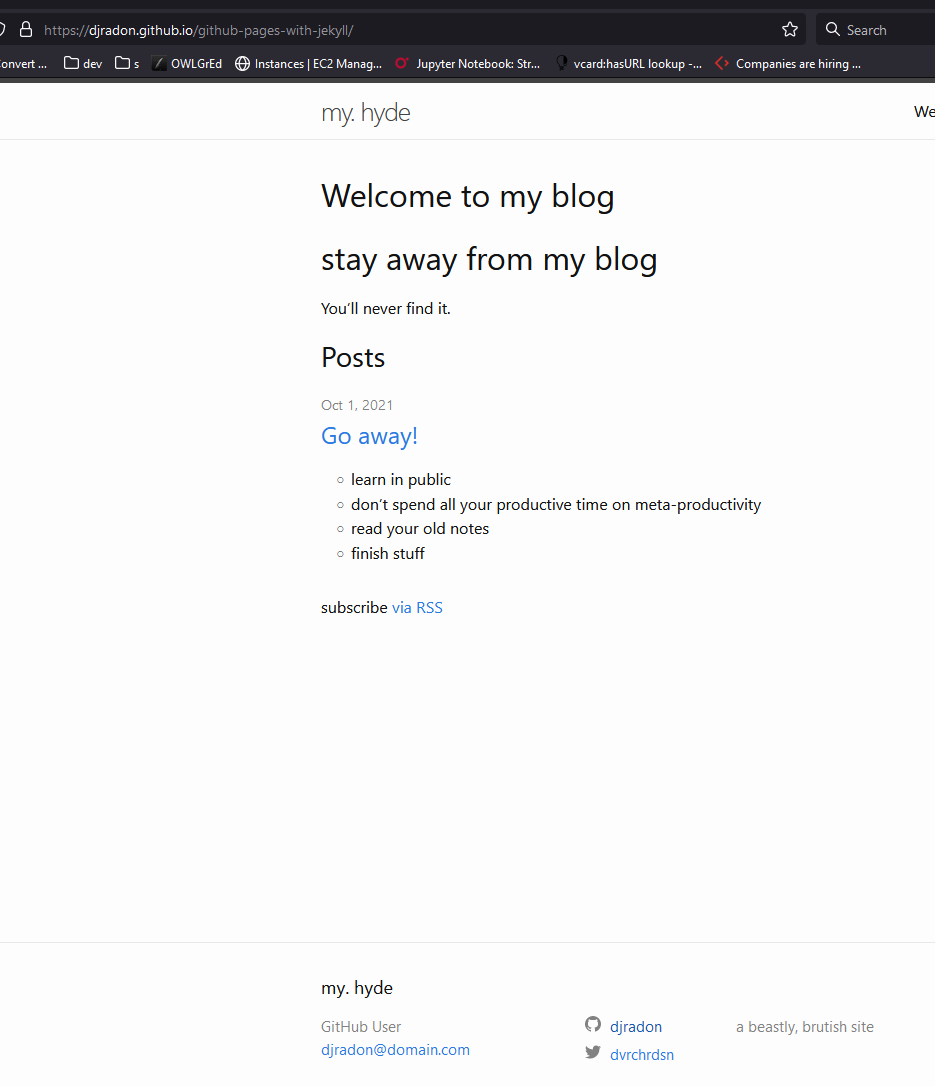 https://djradon.github.io/github-pages-with-jekyll/
Search
onvert ...
dev
s
OWLGrEd
Instances | EC2 Manag...
Jupyter Notebook: Str...
vcard:hasURL lookup -...
Companies are hiring ...
my. hyde
We
Welcome to my blog
stay away from my blog
You’ll never find it.
Posts
Oct 1, 2021
Go away!
learn in public
don’t spend all your productive time on meta-productivity
read your old notes
finish stuff
subscribe via RSS
my. hyde
GitHub User
djradon@domain.com
djradon
dvrchrdsn
a beastly, brutish site